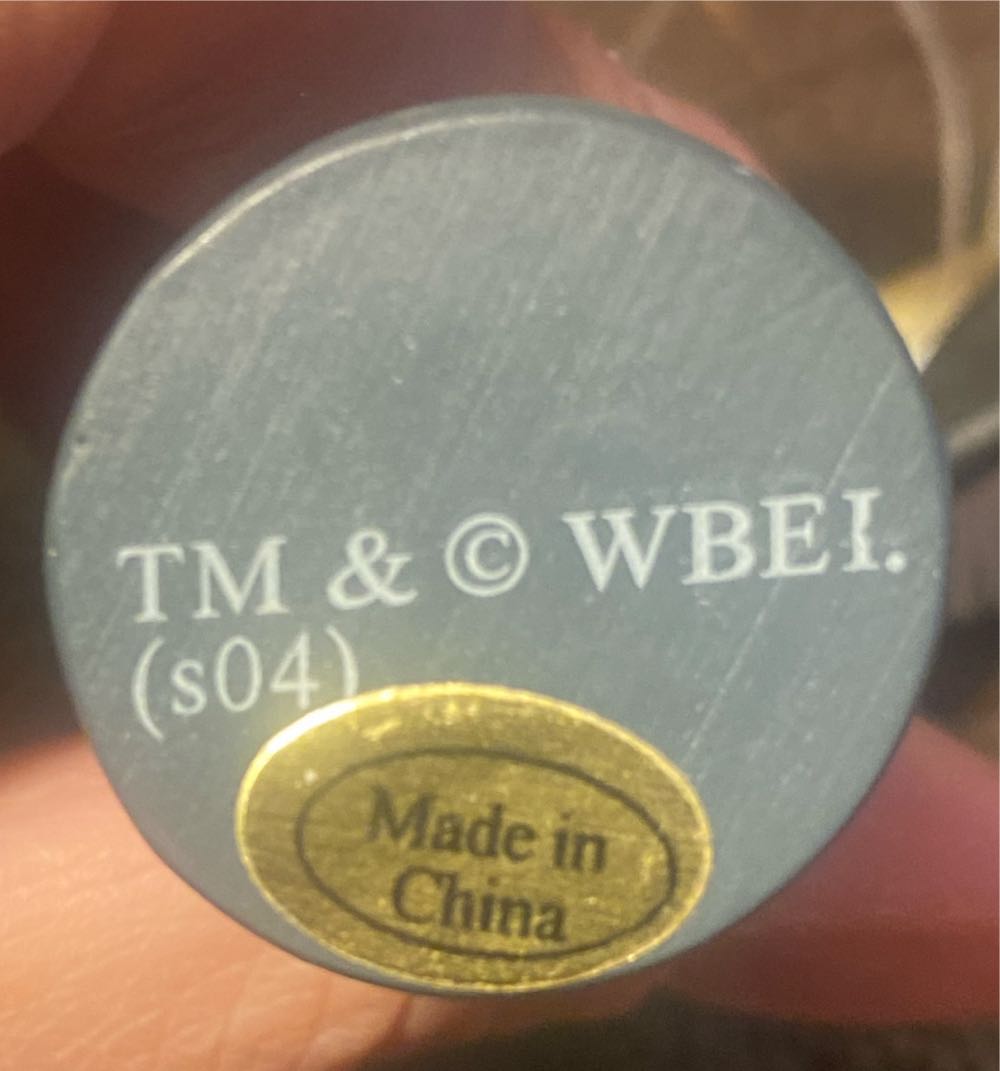 TM & © WBEI.
(s04)
Made in
China